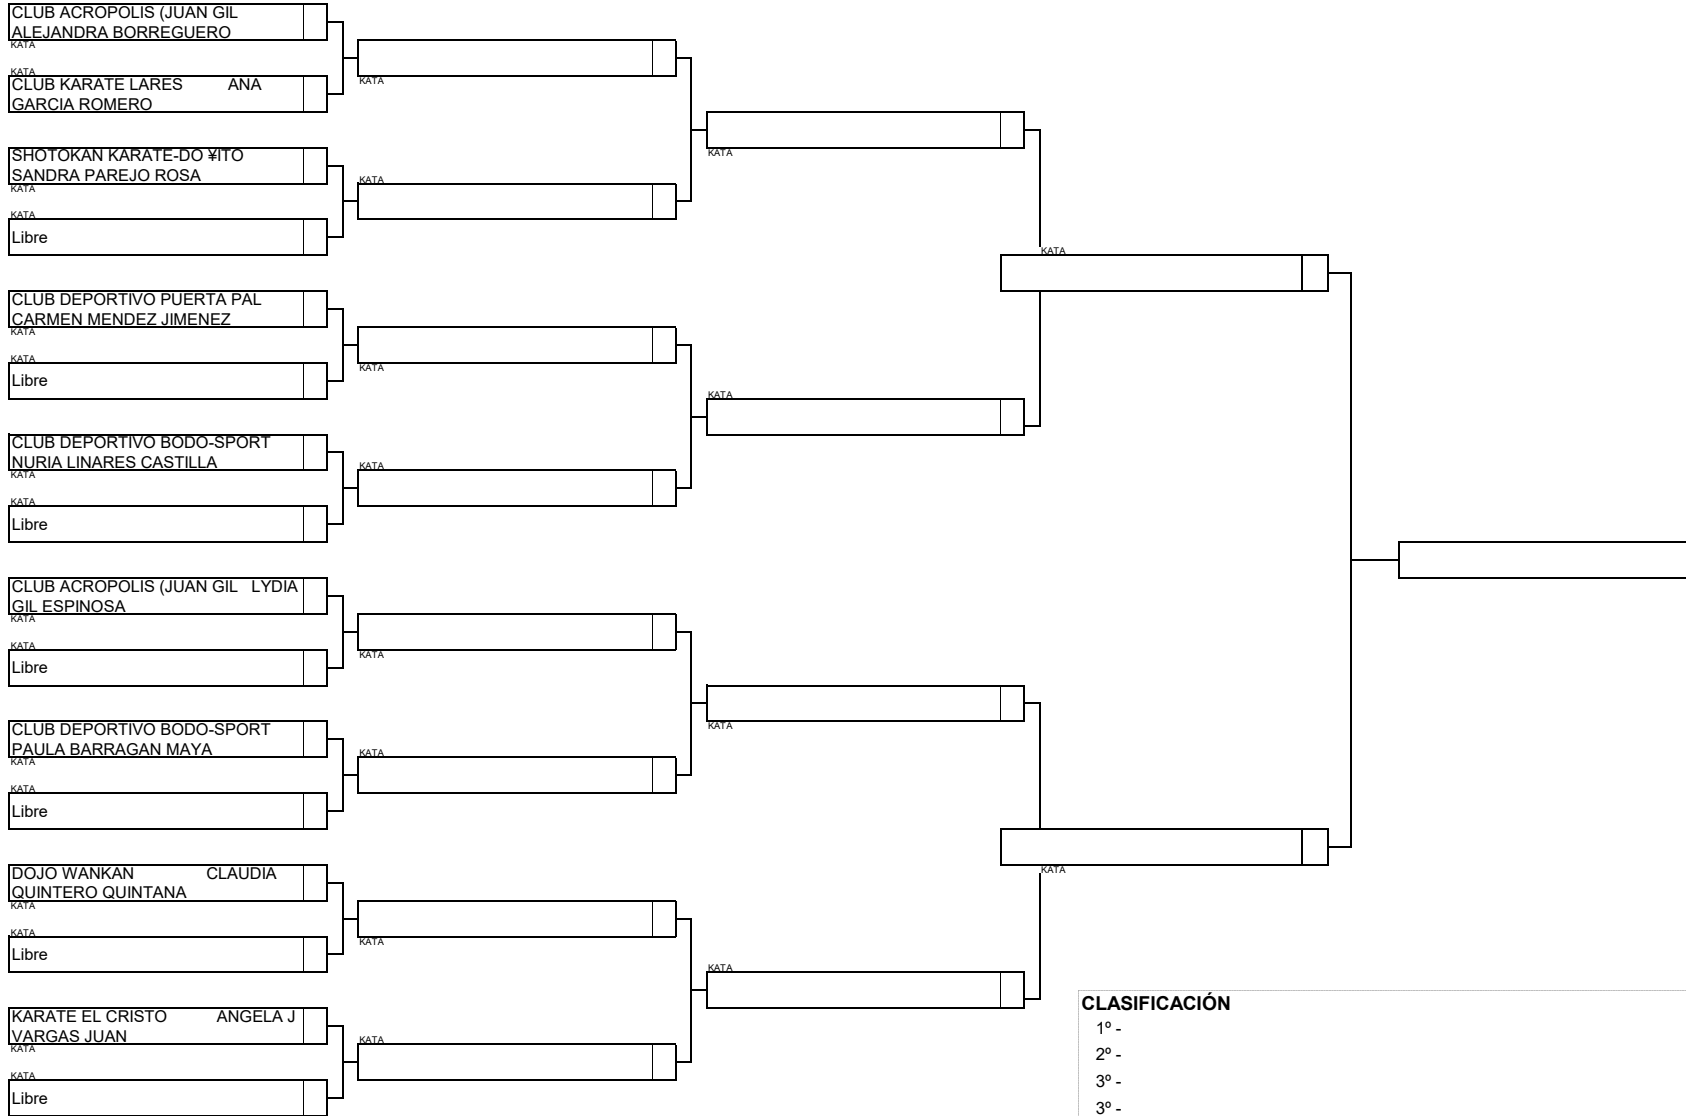 CLUB ACROPOLIS (JUAN GIL
ALEJANDRA BORREGUERO
KATA
KATA
CLUB KARATE LARES ANA
GARCIA ROMERO
SHOTOKAN KARATE-DO ¥ITO
SANDRA PAREJO ROSA
KATA
KATA
Libre
CLUB DEPORTIVO PUERTA PAL
CARMEN MENDEZ JIMENEZ
KATA
KATA
Libre
CLUB DEPORTIVO BODO-SPORT
NURIA LINARES CASTILLA
KATA
KATA
Libre
CLUB ACROPOLIS (JUAN GIL LYDIA
GIL ESPINOSA
KATA
KATA
Libre
CLUB DEPORTIVO BODO-SPORT
PAULA BARRAGAN MAYA
KATA
KATA
Libre
DOJO WANKAN CLAUDIA
QUINTERO QUINTANA
KATA
KATA
Libre
KARATE EL CRISTO ANGELA J
VARGAS JUAN
KATA
KATA
Libre
KATA
KATA
KATA
KATA
KATA
KATA
KATA
KATA
KATA
KATA
KATA
KATA
KATA
KATA
CLASIFICACIÓN
1º -
2º -
3º -
3º -